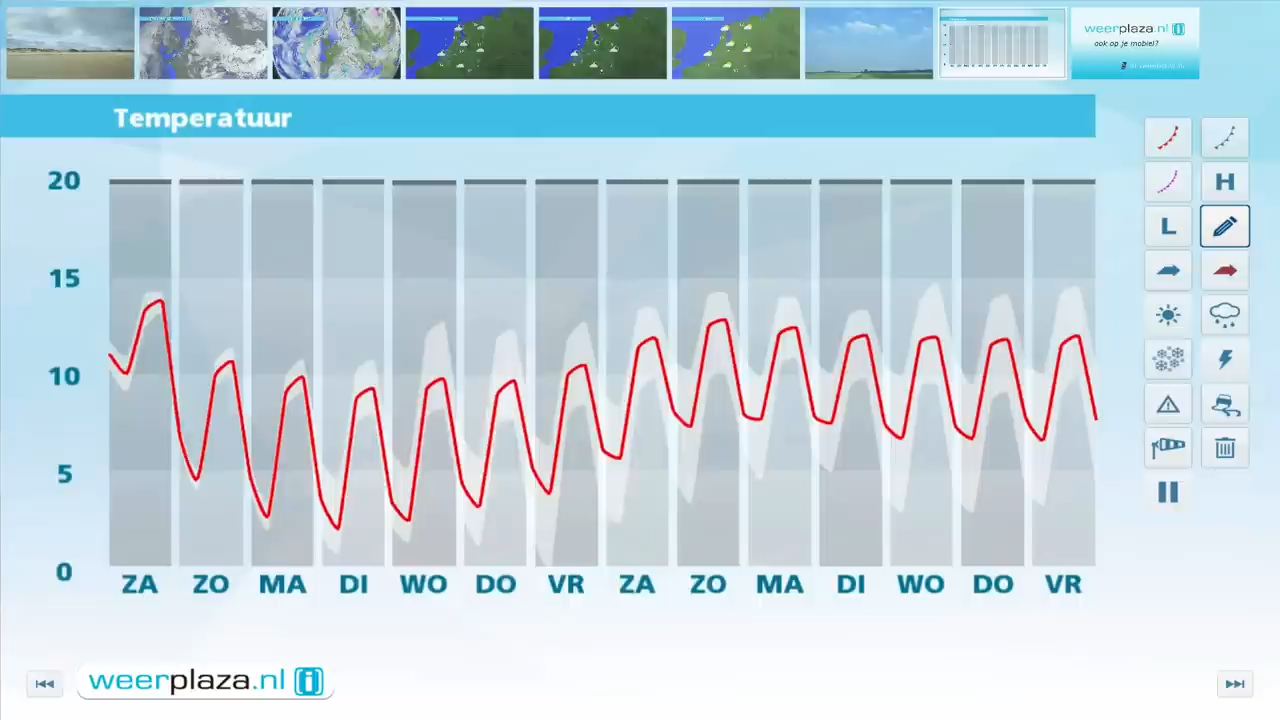 weerplaza.nl
ook op je mobiel?
Temperatuur
20
15
10
5
0
H
L
ZA ZO MA DI WO DO VR ZA ZO MA DI WO DO VR
weerplaza.nl